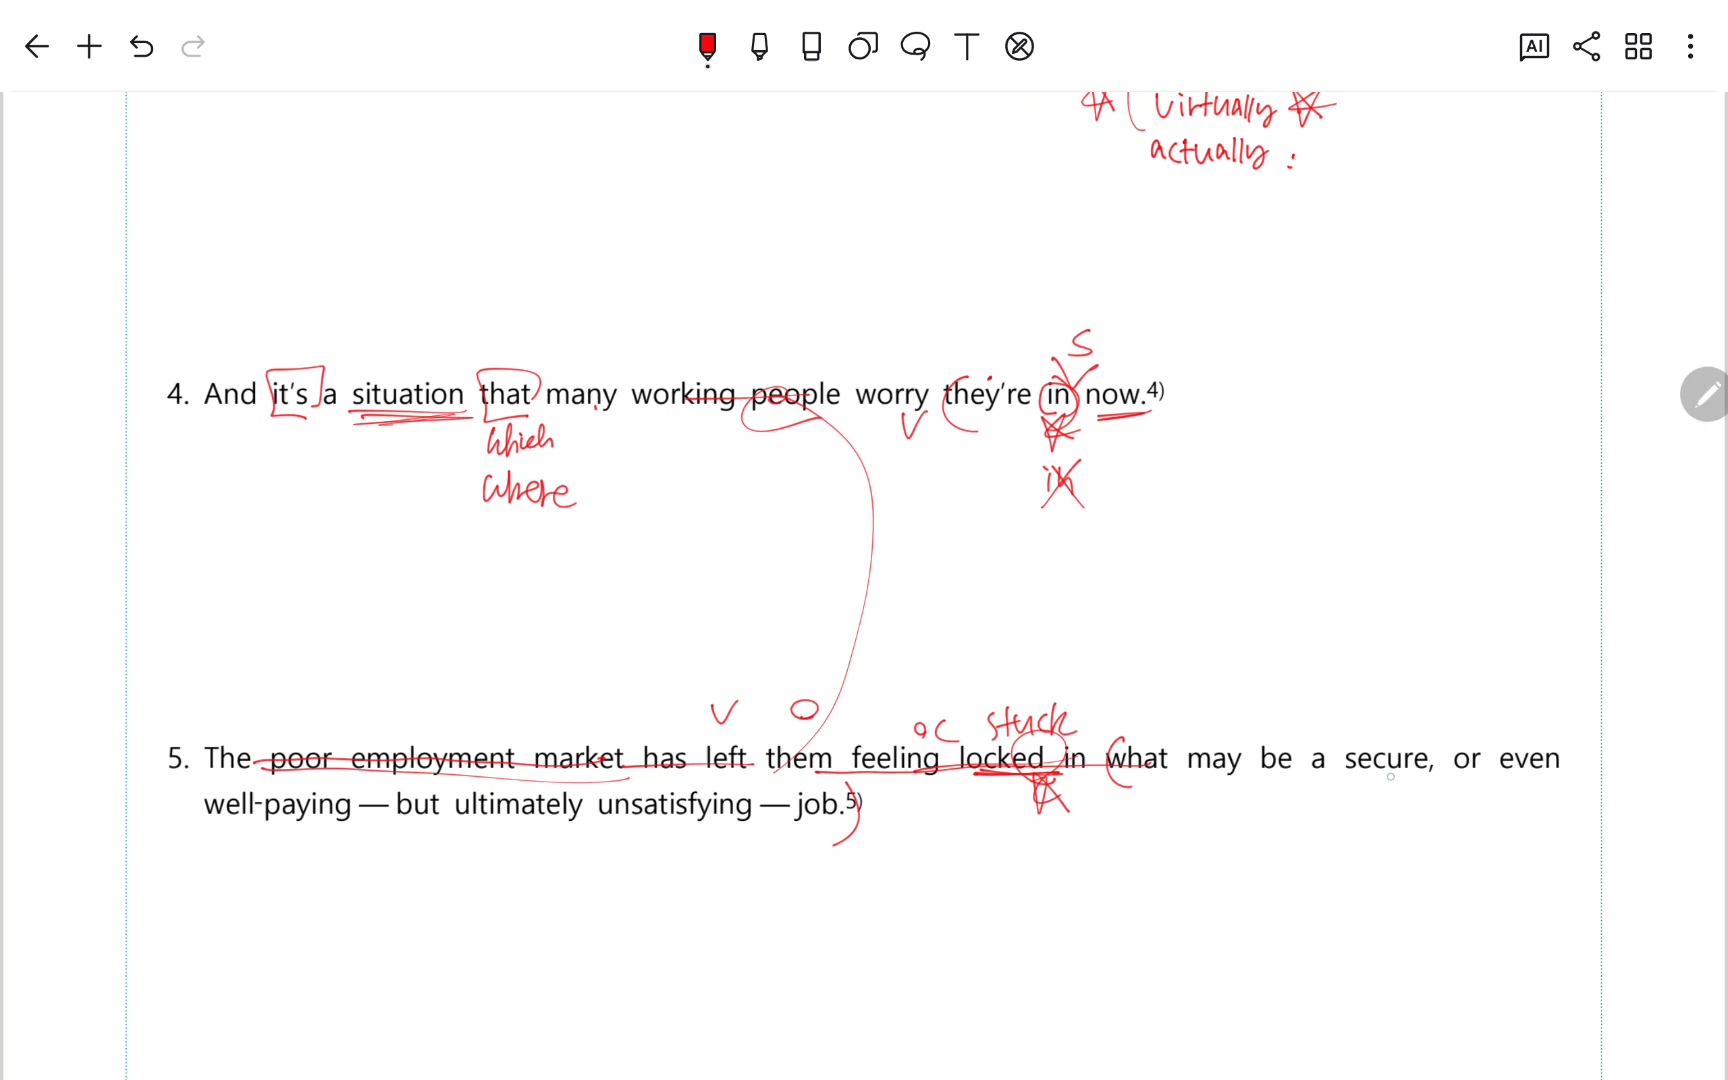 AI
virtually
actually :
S
4. And it's a situation that many working people worry they're in now.4)
V
which
where
in
V O OC stuck
5. The poor employment market has left them feeling locked in what may be a secure, or even
well-paying — but ultimately unsatisfying — job.5)